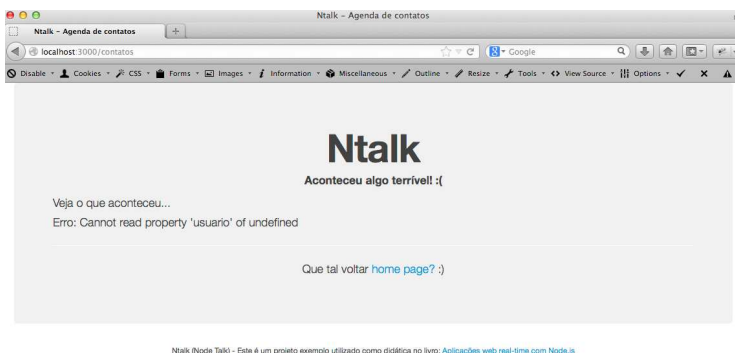 Ntalk – Agenda de contatos
Ntalk – Agenda de contatos
localhost:3000/contatos
Google
Disable Cookies CSS Forms Images Information Miscellaneous Outline Resize Tools View Source Options
Ntalk
Aconteceu algo terrível! :(
Veja o que aconteceu...
Erro: Cannot read property 'usuario' of undefined
Que tal voltar home page? :)
Ntalk (Node Talk) - Este é um projeto exemplo utilizado como didática no livro: Aplicações web real-time com Node.js